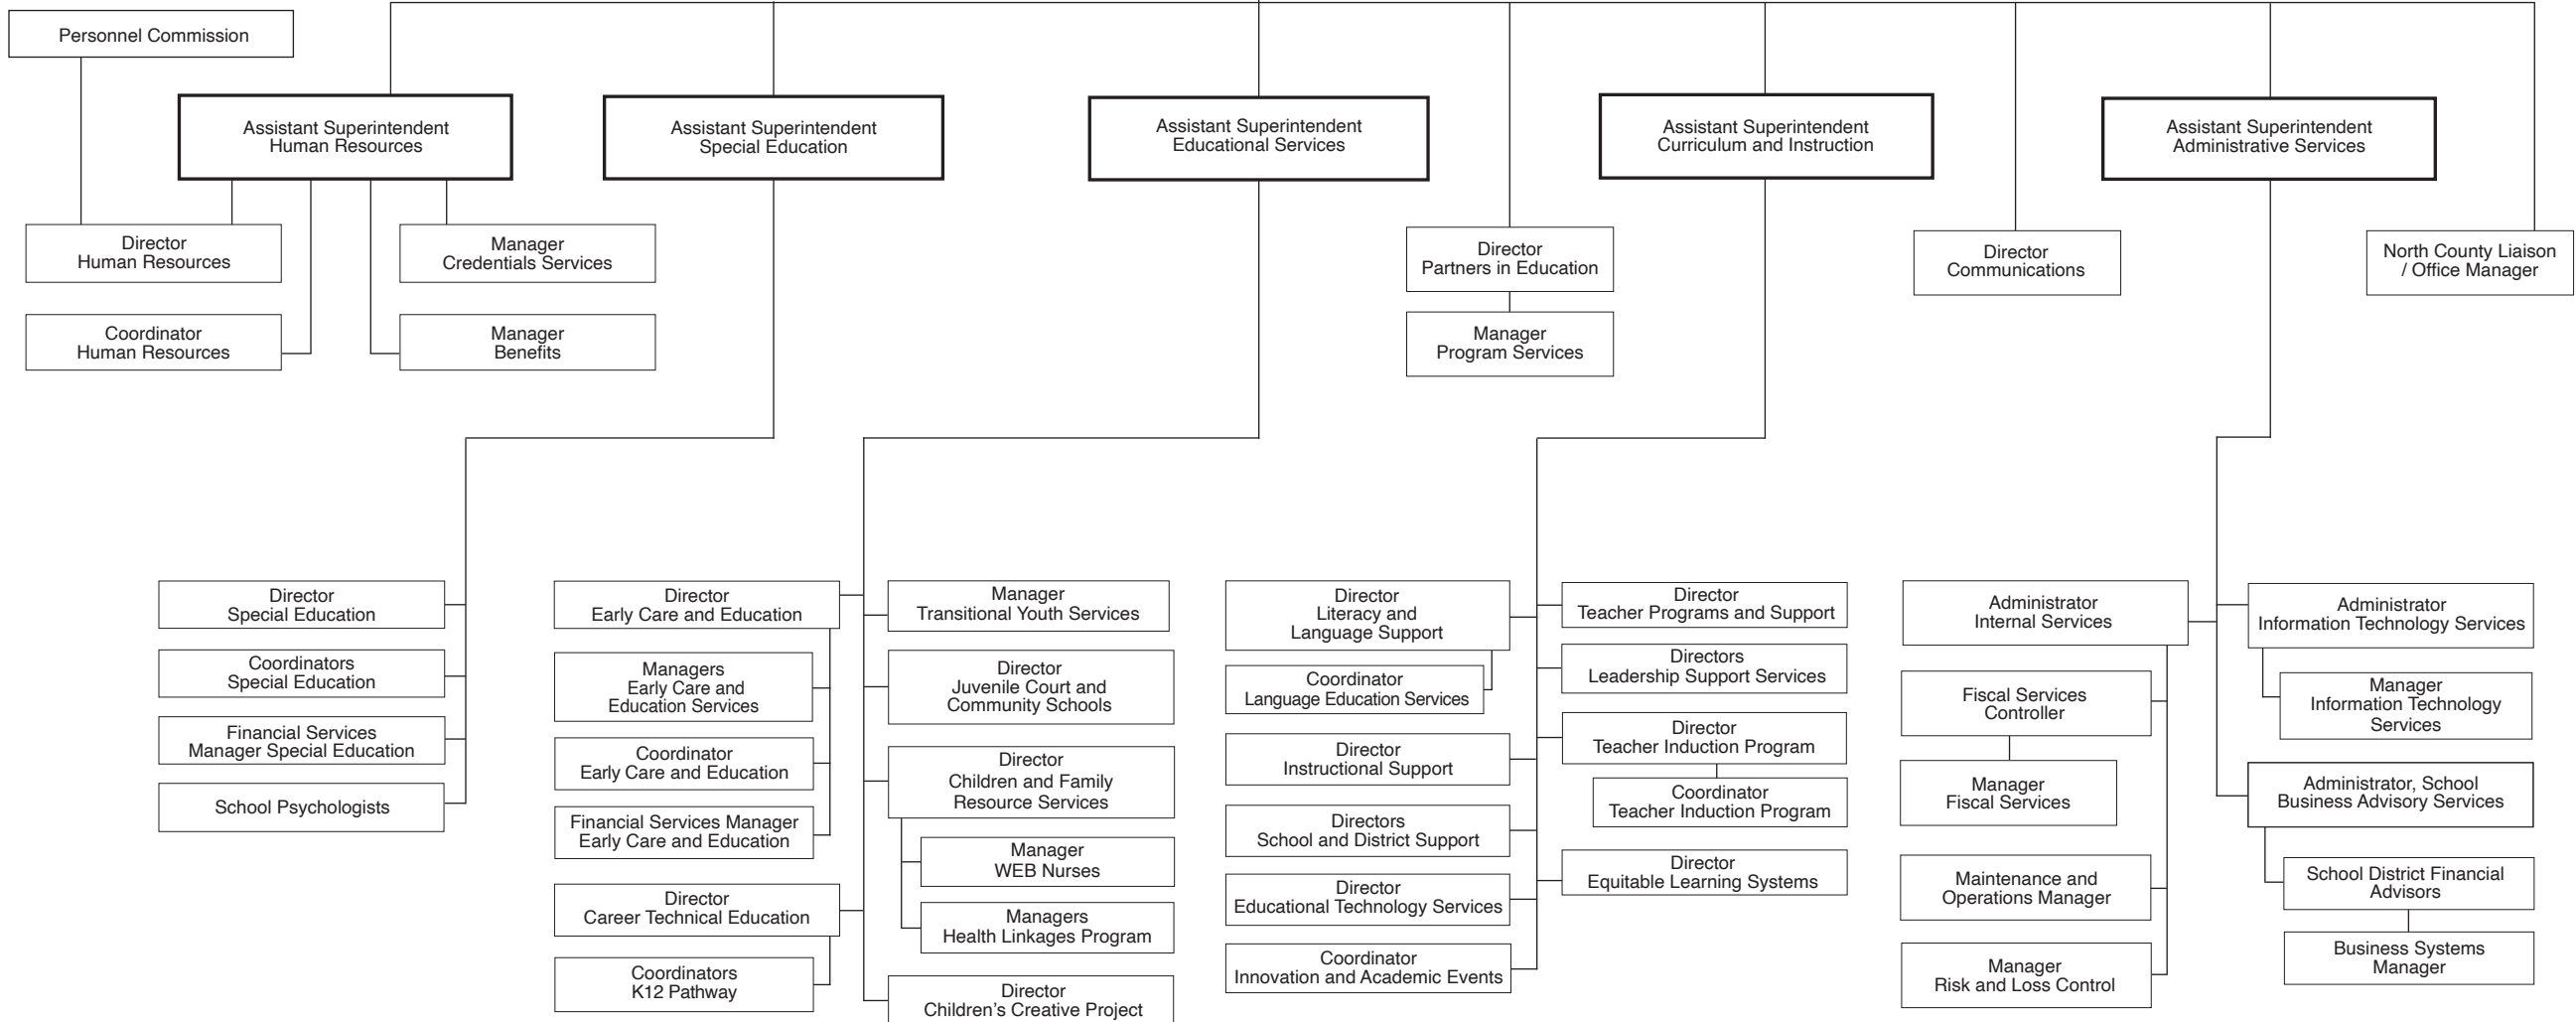 Personnel Commission
Assistant Superintendent
Human Resources
Assistant Superintendent
Special Education
Assistant Superintendent
Educational Services
Assistant Superintendent
Curriculum and Instruction
Assistant Superintendent
Administrative Services
Director
Human Resources
Manager
Credentials Services
Coordinator
Human Resources
Manager
Benefits
Director
Partners in Education
Manager
Program Services
Director
Communications
North County Liaison
/ Office Manager
Director
Special Education
Coordinators
Special Education
Financial Services
Manager Special Education
School Psychologists
Director
Early Care and Education
Managers
Early Care and
Education Services
Coordinator
Early Care and Education
Financial Services Manager
Early Care and Education
Director
Career Technical Education
Coordinators
K12 Pathway
Manager
Transitional Youth Services
Director
Juvenile Court and
Community Schools
Director
Children and Family
Resource Services
Manager
WEB Nurses
Managers
Health Linkages Program
Director
Children's Creative Project
Director
Literacy and
Language Support
Coordinator
Language Education Services
Director
Instructional Support
Directors
School and District Support
Director
Educational Technology Services
Coordinator
Innovation and Academic Events
Director
Teacher Programs and Support
Directors
Leadership Support Services
Director
Teacher Induction Program
Coordinator
Teacher Induction Program
Director
Equitable Learning Systems
Administrator
Internal Services
Fiscal Services
Controller
Manager
Fiscal Services
Maintenance and
Operations Manager
Manager
Risk and Loss Control
Administrator
Information Technology Services
Manager
Information Technology
Services
Administrator, School
Business Advisory Services
School District Financial
Advisors
Business Systems
Manager